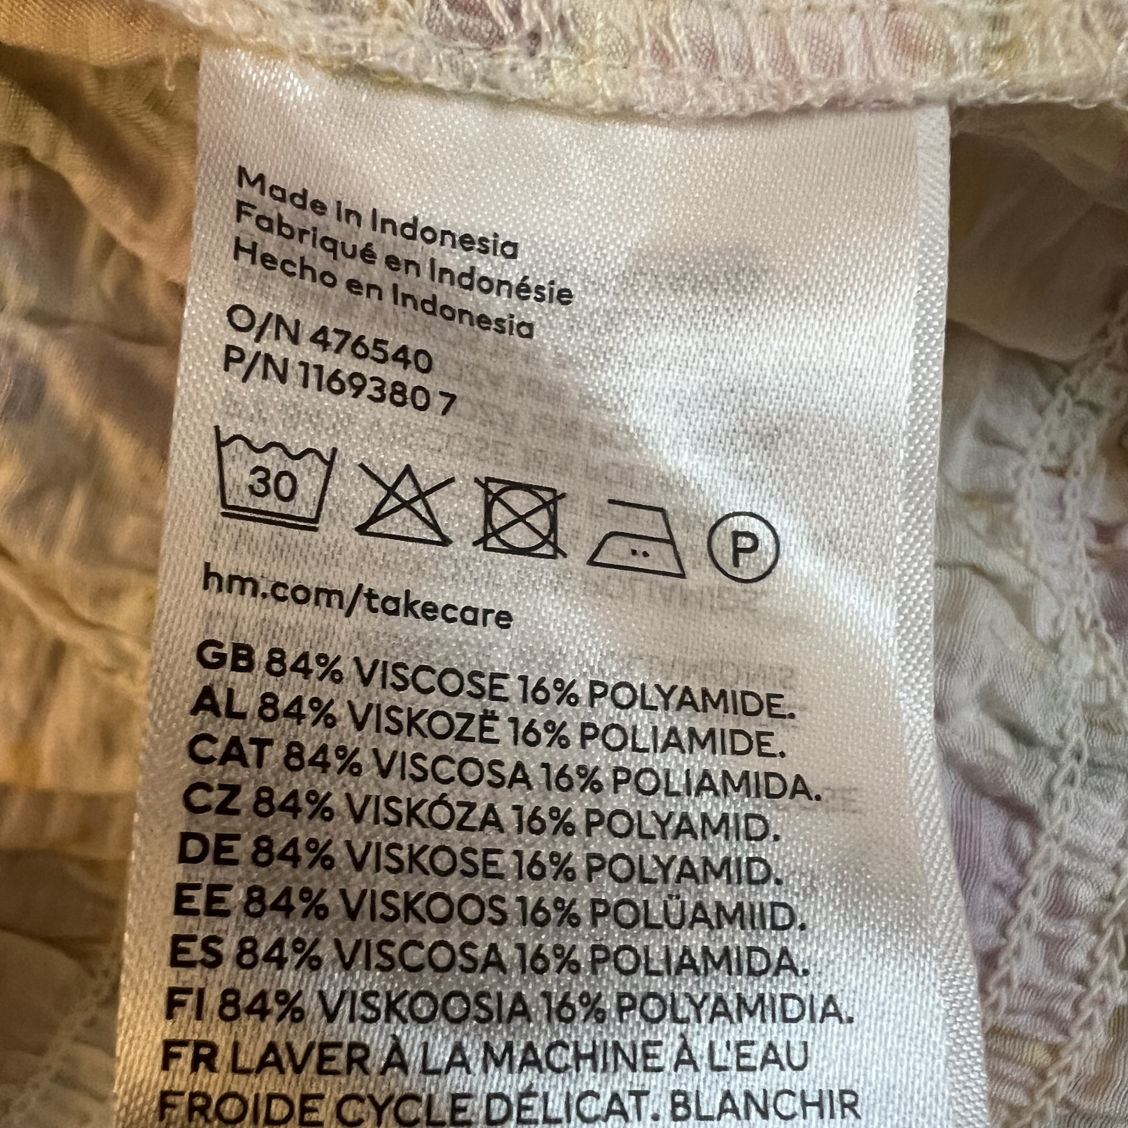 Made in Indonesia
Fabriqué en Indonésie
Hecho en Indonesia
O/N 476540
P/N 11693807
30
P
hm.com/takecare
GB 84% VISCOSE 16% POLYAMIDE.
AL 84% VISKOZË 16% POLIAMIDE.
CAT 84% VISCOSA 16% POLIAMIDA.
CZ 84% VISKÓZA 16% POLYAMID.
DE 84% VISKOSE 16% POLYAMID.
EE 84% VISKOOS 16% POLÜAMIID.
ES 84% VISCOSA 16% POLIAMIDA.
FI 84% VISKOOSIA 16% POLYAMIDIA.
FR LAVER À LA MACHINE À L'EAU
FROIDE CYCLE DÉLICAT. BLANCHIR